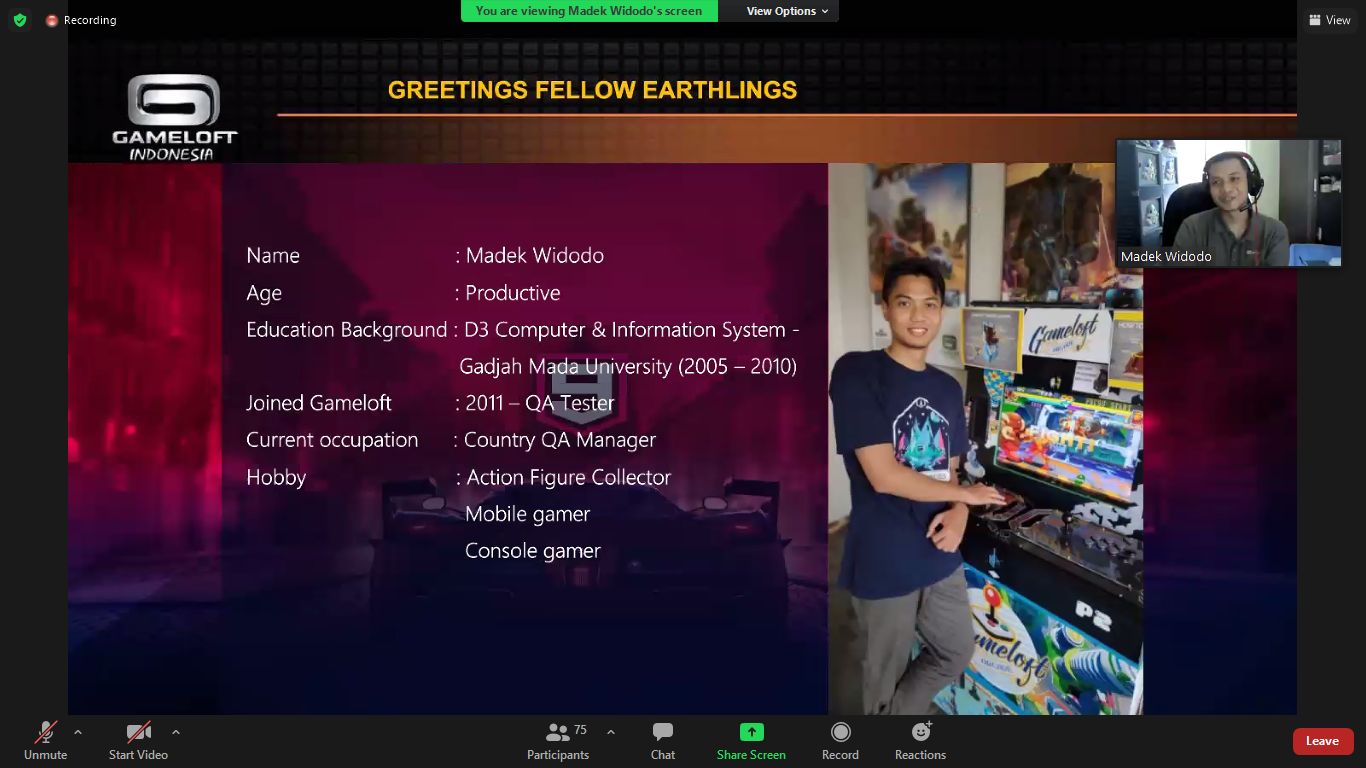 You are viewing Madek Widodo's screen
View Options
Recording
View
GREETINGS FELLOW EARTHLINGS
GAMELOFT
INDONESIA
Name : Madek Widodo
Age : Productive
Education Background : D3 Computer & Information System -
Gadjah Mada University (2005 – 2010)
Joined Gameloft : 2011 – QA Tester
Current occupation : Country QA Manager
Hobby : Action Figure Collector
Mobile gamer
Console gamer
Madek Widodo
Gameloft
FIGHT!
P2
Gameloft
Unmute
Start Video
75
Participants
Chat
Share Screen
Record
Reactions
Leave